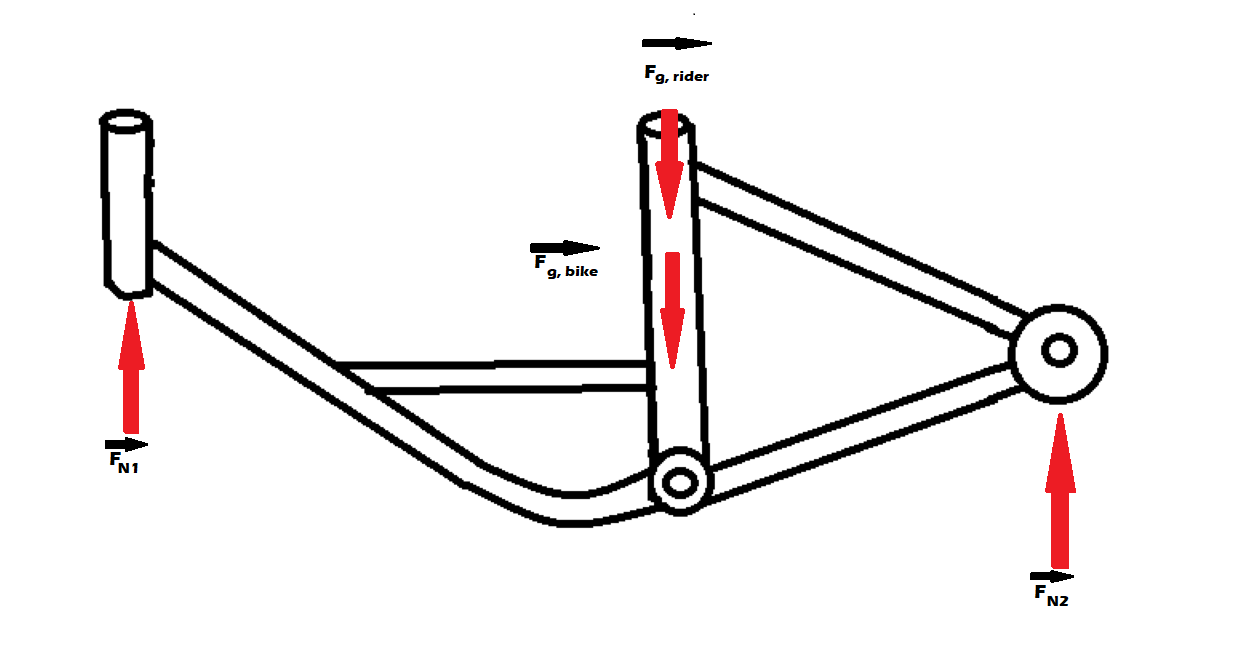 Fg, rider
Fg, bike
FN1
FN2